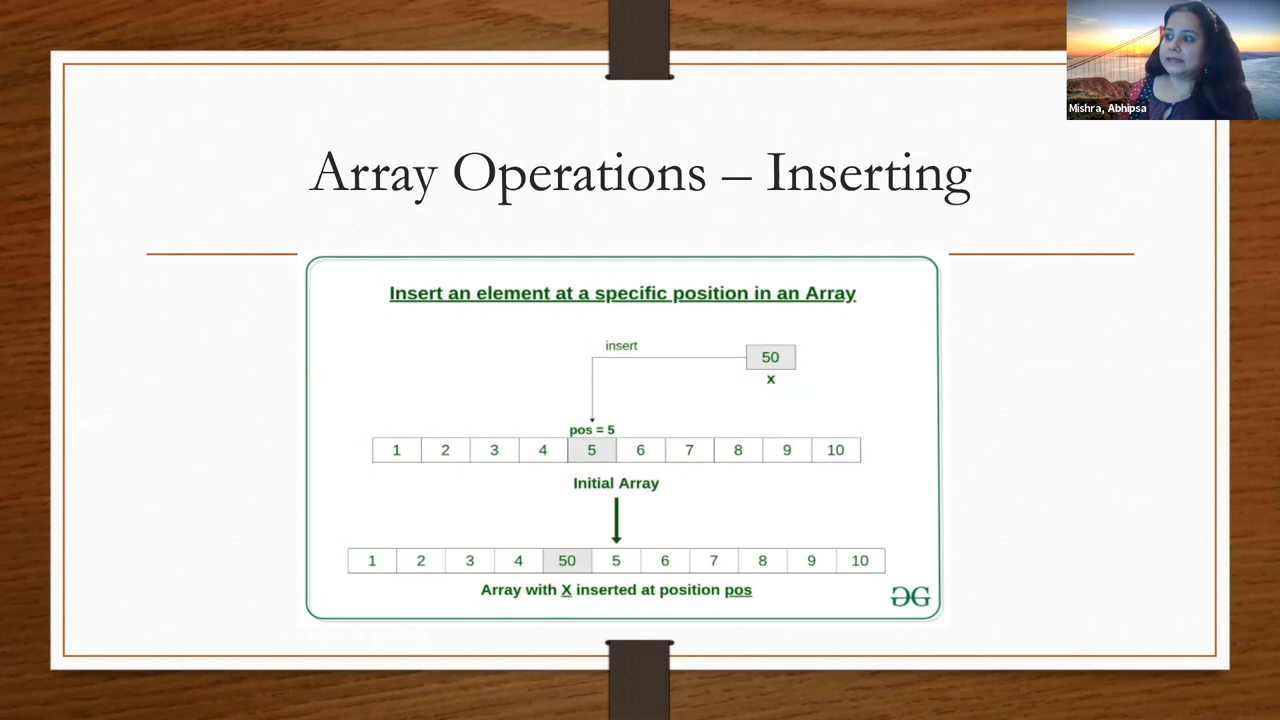 Mishra, Abhipsa
Array Operations – Inserting
Insert an element at a specific position in an Array
insert
50
x
pos = 5
1 2 3 4 5 6 7 8 9 10
Initial Array
1 2 3 4 50 5 6 7 8 9 10
Array with X inserted at position pos